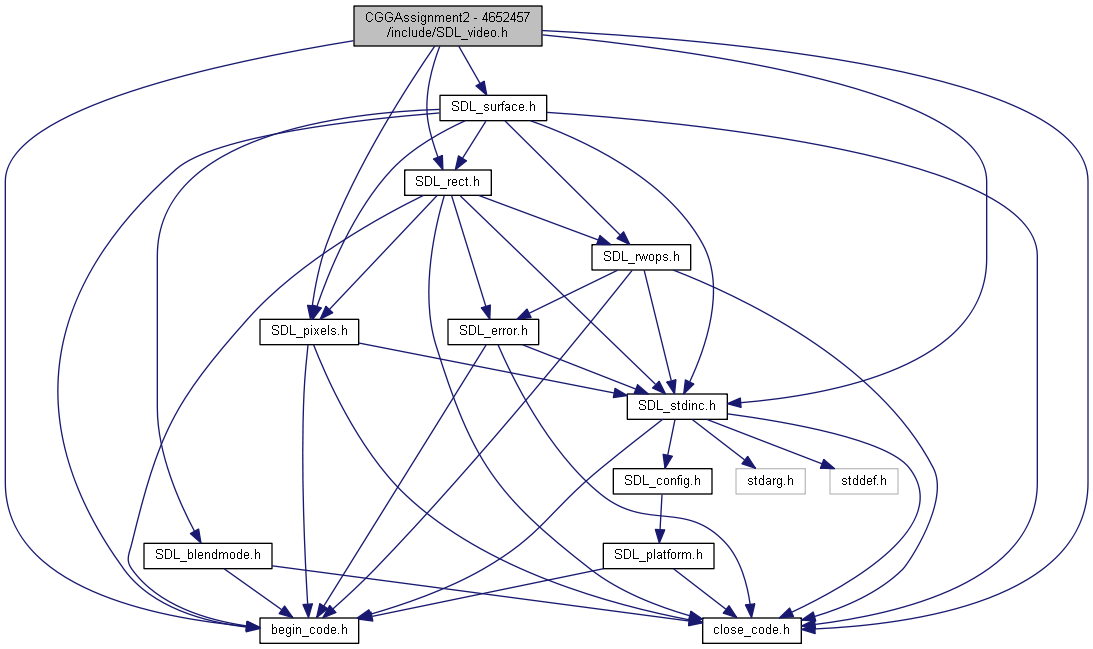 CGGAssignment2 - 4652457
/include/SDL_video.h
SDL_surface.h
SDL_rect.h
SDL_rwops.h
SDL_pixels.h
SDL_error.h
SDL_stdinc.h
SDL_config.h
stdarg.h
stddef.h
SDL_blendmode.h
SDL_platform.h
begin_code.h
close_code.h